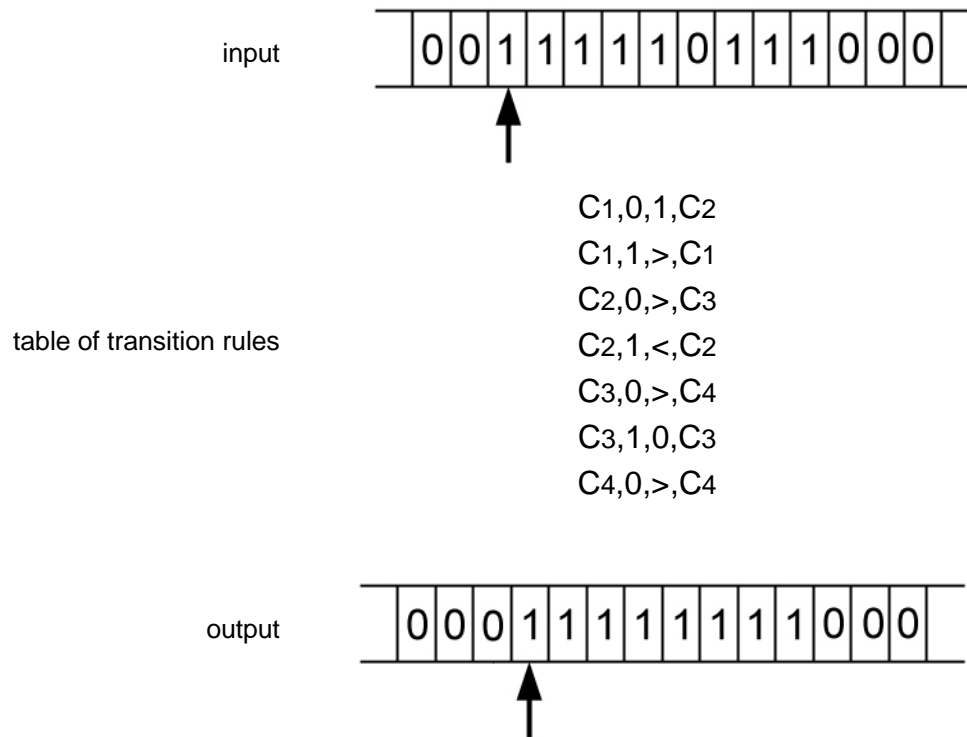 input 0 0 1 1 1 1 1 0 1 1 1 0 0 0
C1,0,1,C2
C1,1,>,C1
C2,0,>,C3
table of transition rules C2,1,<,C2
C3,0,>,C4
C3,1,0,C3
C4,0,>,C4
output 0 0 0 1 1 1 1 1 1 1 1 0 0 0